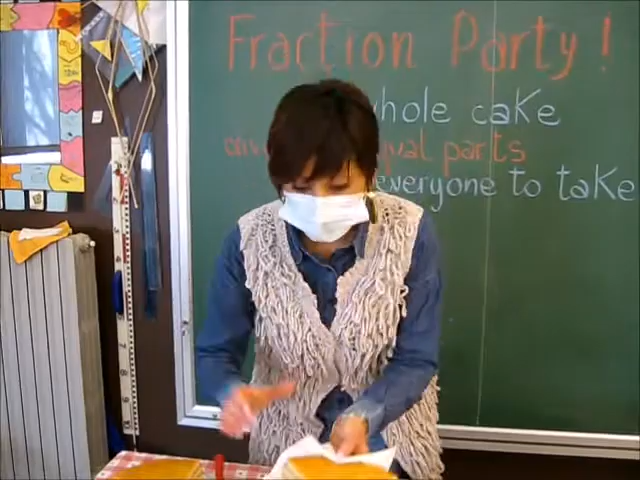 Fraction party!
whole cake
equal parts
everyone to take